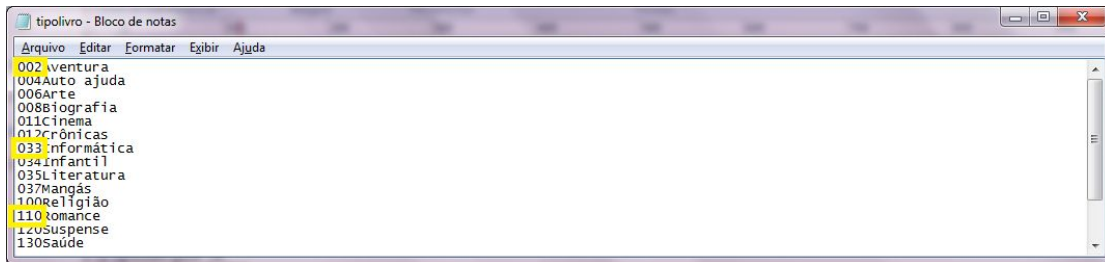 tipolivro - Bloco de notas
Arquivo Editar Formatar Exibir Ajuda
002Aventura
004Auto ajuda
006Arte
008Biografia
011Cinema
012Crônicas
033Informática
034Infantil
035Literatura
037Mangás
100Religião
110Romance
120Suspense
130Saúde